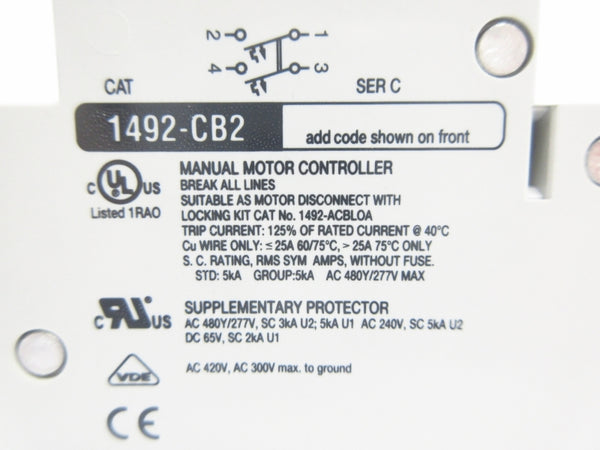 2 1
4 3
CAT SER C
1492-CB2 add code shown on front
MANUAL MOTOR CONTROLLER
BREAK ALL LINES
SUITABLE AS MOTOR DISCONNECT WITH
LOCKING KIT CAT No. 1492-ACBLOA
TRIP CURRENT: 125% OF RATED CURRENT @ 40°C
Cu WIRE ONLY: ≤ 25A 60/75°C, > 25A 75°C ONLY
S. C. RATING, RMS SYM AMPS, WITHOUT FUSE.
STD: 5kA GROUP:5kA AC 480Y/277V MAX
C UL US
Listed 1RAO
SUPPLEMENTARY PROTECTOR
AC 480Y/277V, SC 3kA U2; 5kA U1 AC 240V, SC 5kA U2
DC 65V, SC 2kA U1
C RU US
VDE
AC 420V, AC 300V max. to ground
CE